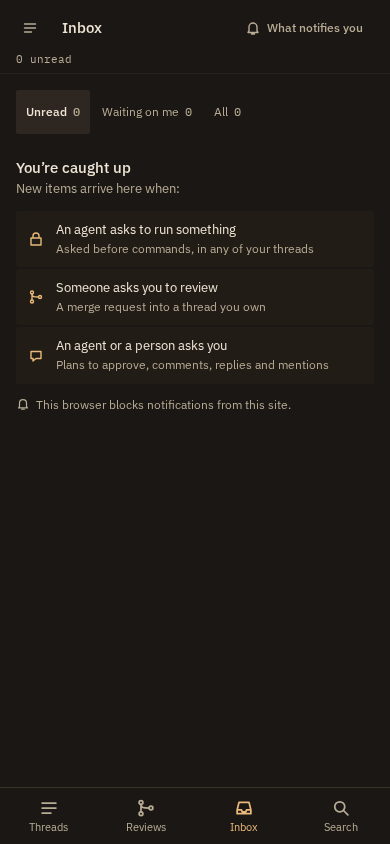 Inbox
What notifies you
0 unread
Unread 0
Waiting on me 0
All 0
You're caught up
New items arrive here when:
An agent asks to run something
Asked before commands, in any of your threads
Someone asks you to review
A merge request into a thread you own
An agent or a person asks you
Plans to approve, comments, replies and mentions
This browser blocks notifications from this site.
Threads
Reviews
Inbox
Search